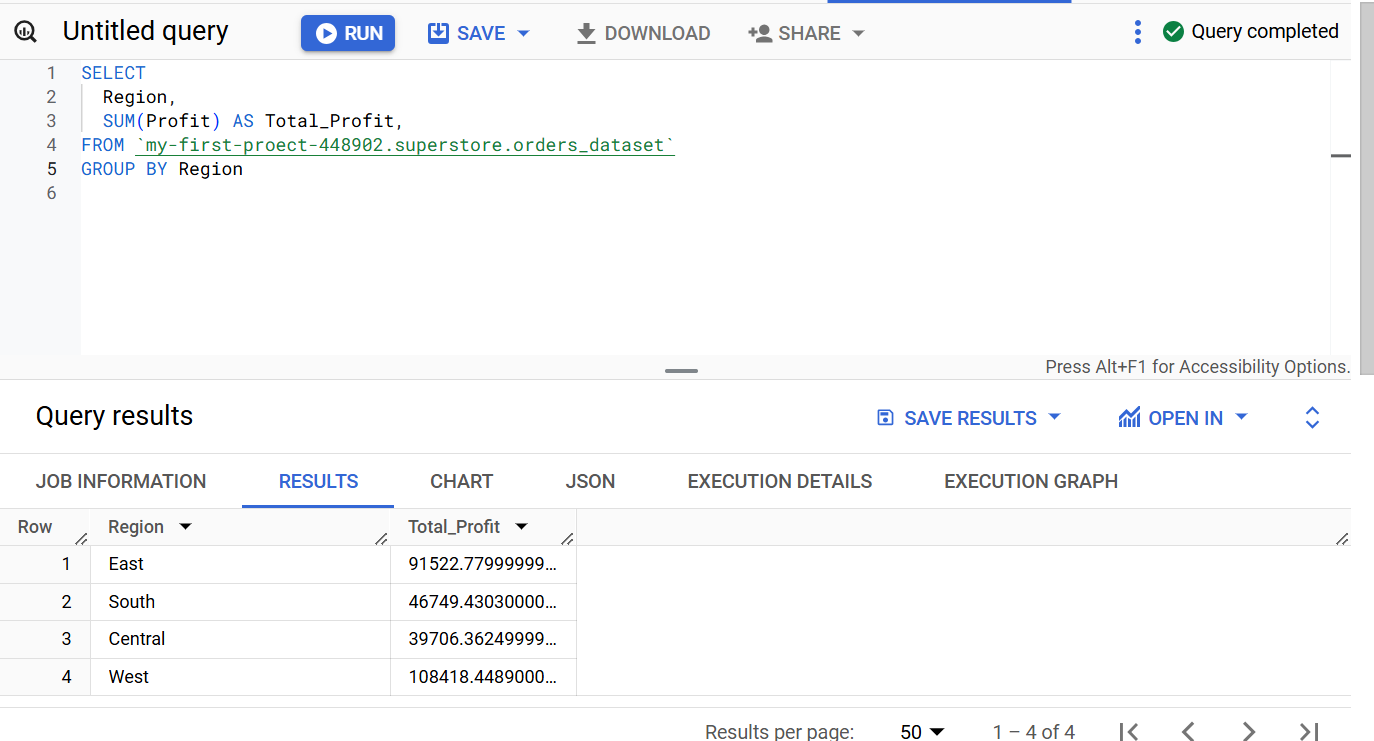 Untitled query RUN SAVE DOWNLOAD SHARE Query completed
1 SELECT
2 Region,
3 SUM(Profit) AS Total_Profit,
4 FROM `my-first-proect-448902.superstore.orders_dataset`
5 GROUP BY Region
6
Press Alt+F1 for Accessibility Options.
Query results SAVE RESULTS OPEN IN
JOB INFORMATION RESULTS CHART JSON EXECUTION DETAILS EXECUTION GRAPH
Row Region Total_Profit
1 East 91522.77999999...
2 South 46749.43030000...
3 Central 39706.36249999...
4 West 108418.4489000...
Results per page: 50 1 – 4 of 4